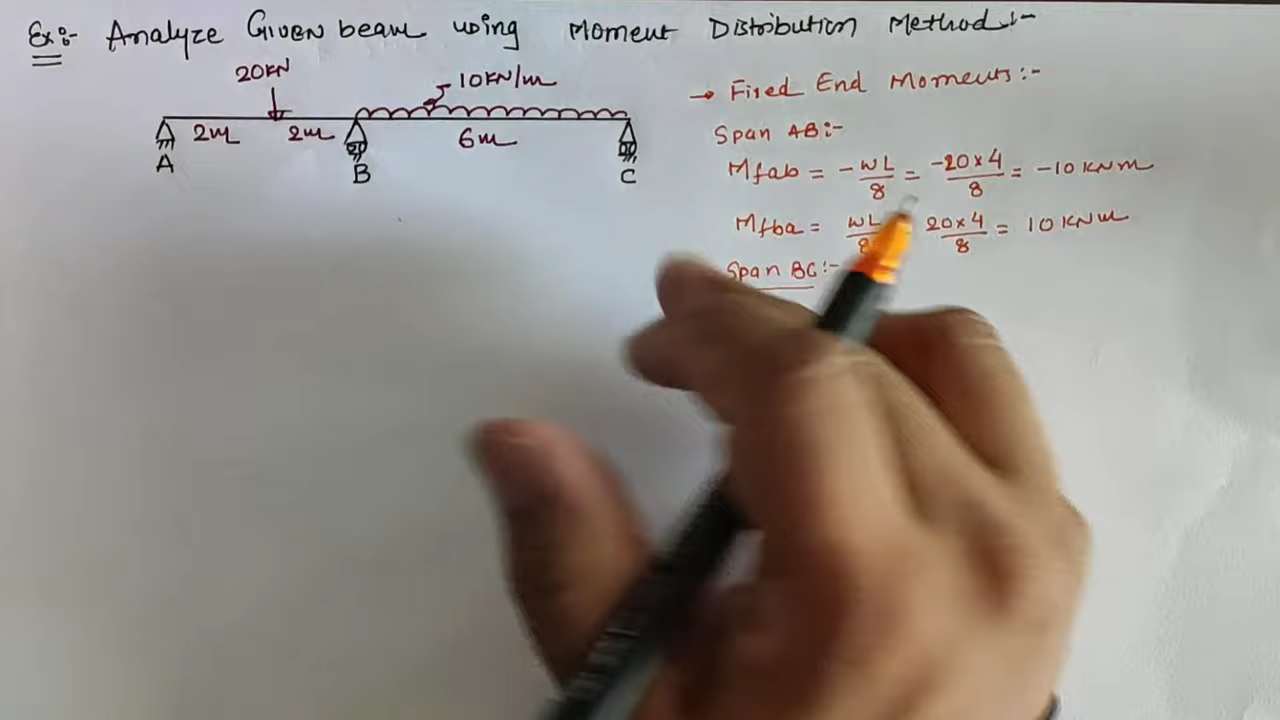 Ex:- Analyze Given beam using Moment Distribution Method:-
20KN
10KN/m
2m 2m 6m
A B C
→ Fixed End Moments:-
Span AB:-
Mfab = -WL/8 = -20×4/8 = -10 KNm
Mfba = WL/8 20×4/8 = 10 KNm
Span BC:-